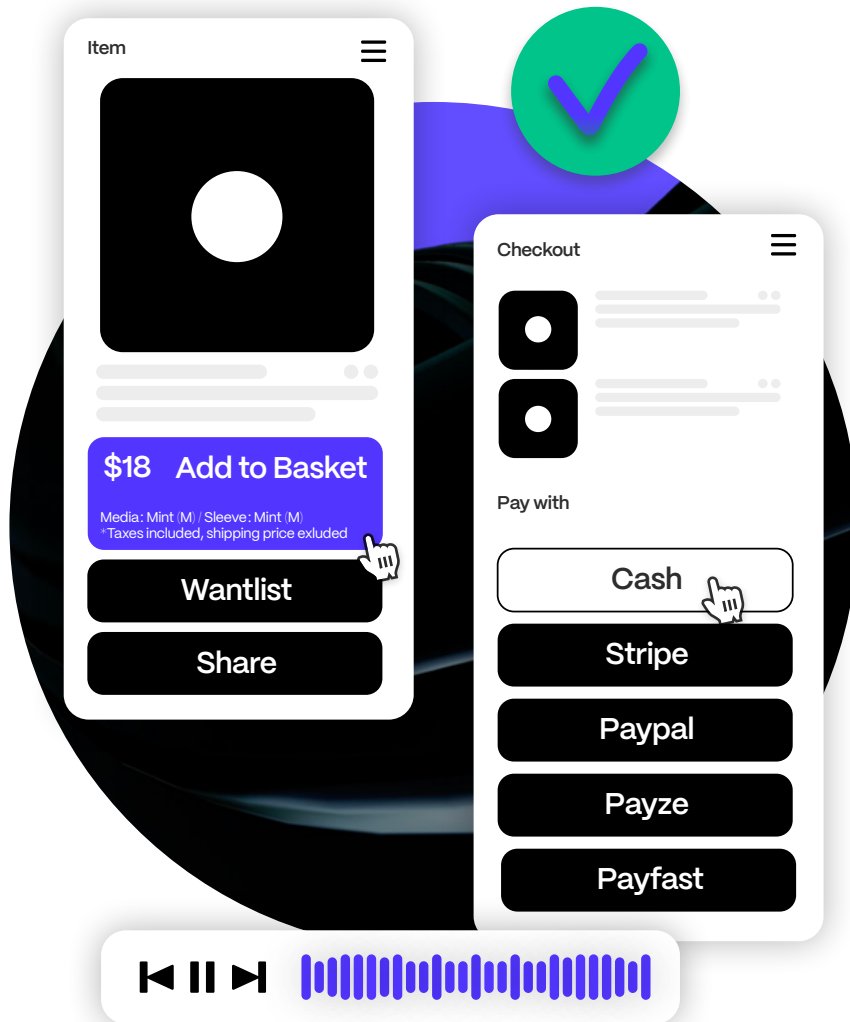 Item
$18 Add to Basket
Media: Mint (M) / Sleeve: Mint (M)
*Taxes included, shipping price exluded
Wantlist
Share
Checkout
Pay with
Cash
Stripe
Paypal
Payze
Payfast